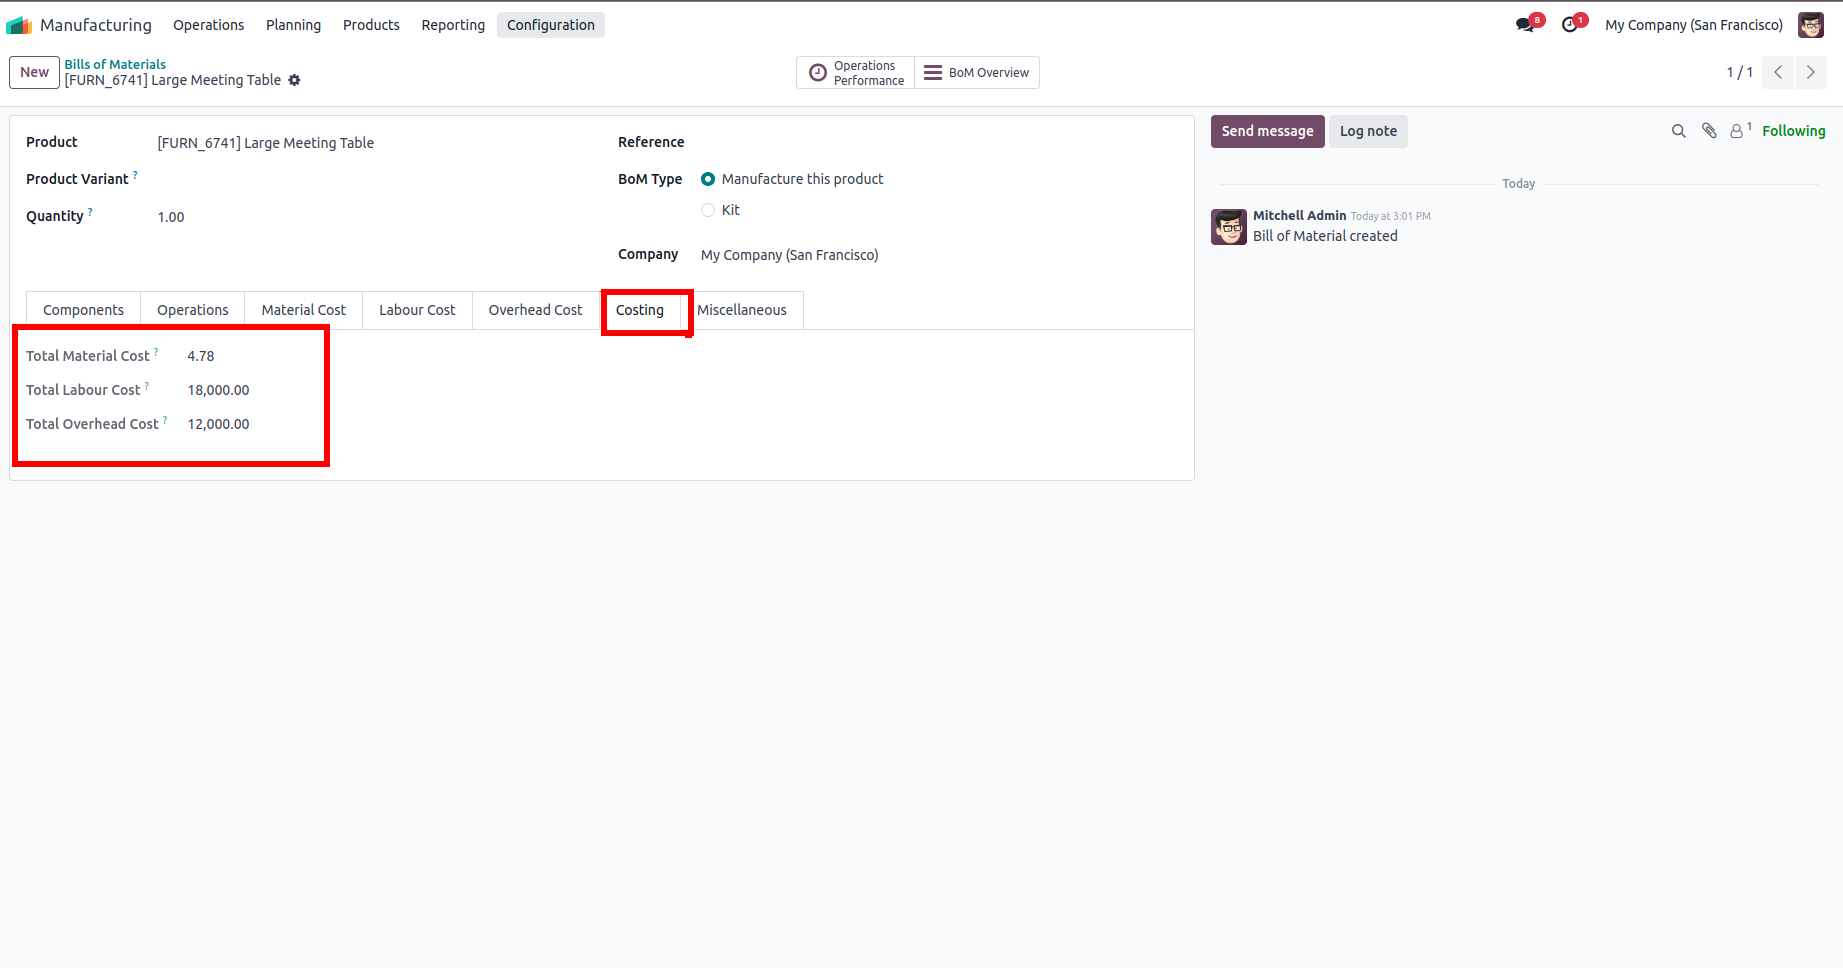 Manufacturing Operations Planning Products Reporting Configuration 8 1 My Company (San Francisco)
New Bills of Materials
[FURN_6741] Large Meeting Table
Operations Performance BoM Overview 1 / 1
Send message Log note 1 Following
Product [FURN_6741] Large Meeting Table Reference
Product Variant ? BoM Type Manufacture this product
Kit
Quantity ? 1.00
Company My Company (San Francisco)
Components Operations Material Cost Labour Cost Overhead Cost Costing Miscellaneous
Total Material Cost ? 4.78
Total Labour Cost ? 18,000.00
Total Overhead Cost ? 12,000.00
Today
Mitchell Admin Today at 3:01 PM
Bill of Material created